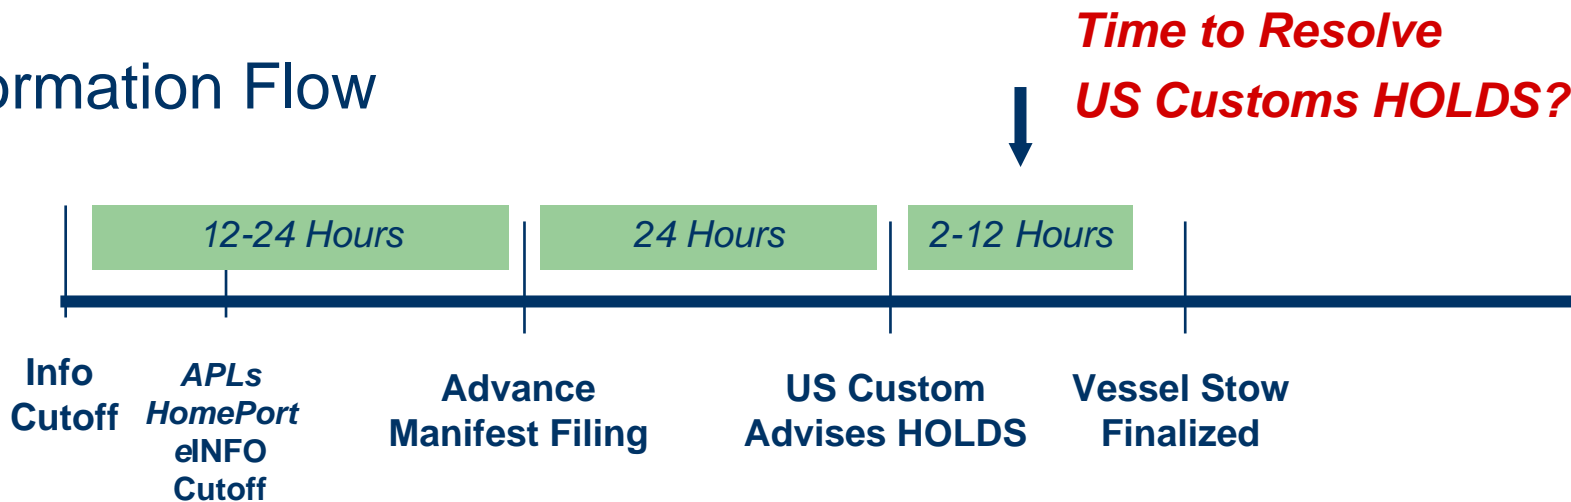 Time to Resolve
US Customs HOLDS?
ormation Flow
12-24 Hours
24 Hours
2-12 Hours
Info
Cutoff
APLs
HomePort
eINFO
Cutoff
Advance
Manifest Filing
US Custom
Advises HOLDS
Vessel Stow
Finalized